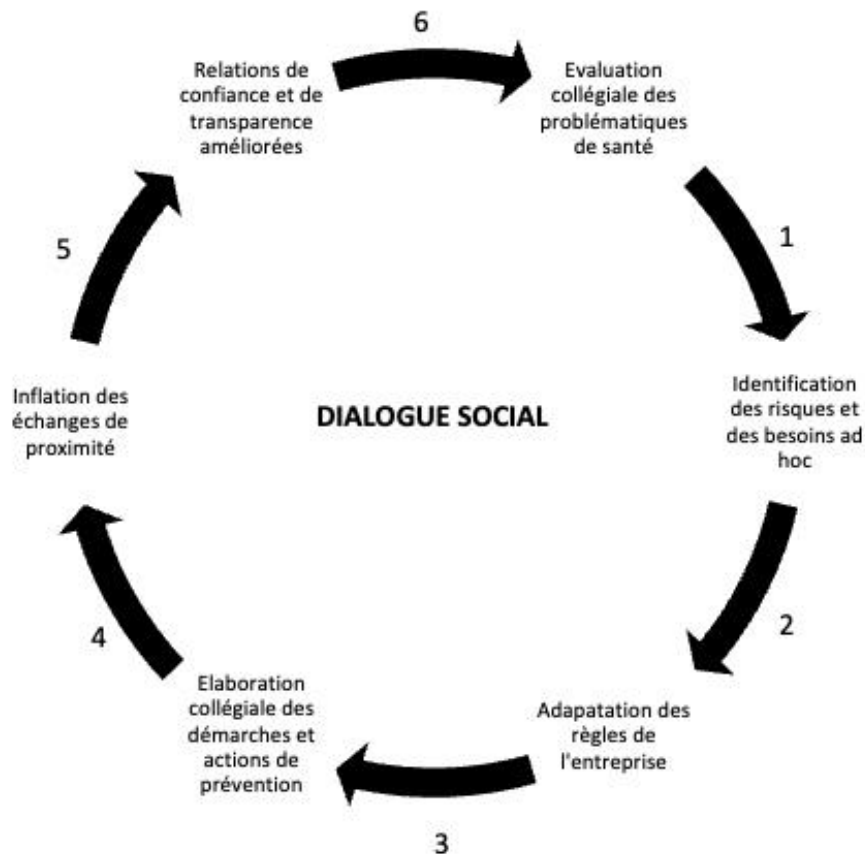 6
Relations de
confiance et de
transparence
améliorées
Evaluation
collégiale des
problématiques
de santé
5
1
Inflation des
échanges de
proximité
DIALOGUE SOCIAL
Identification
des risques et
des besoins ad
hoc
4
2
Elaboration
collégiale des
démarches et
actions de
prévention
Adapatation des
règles de
l'entreprise
3